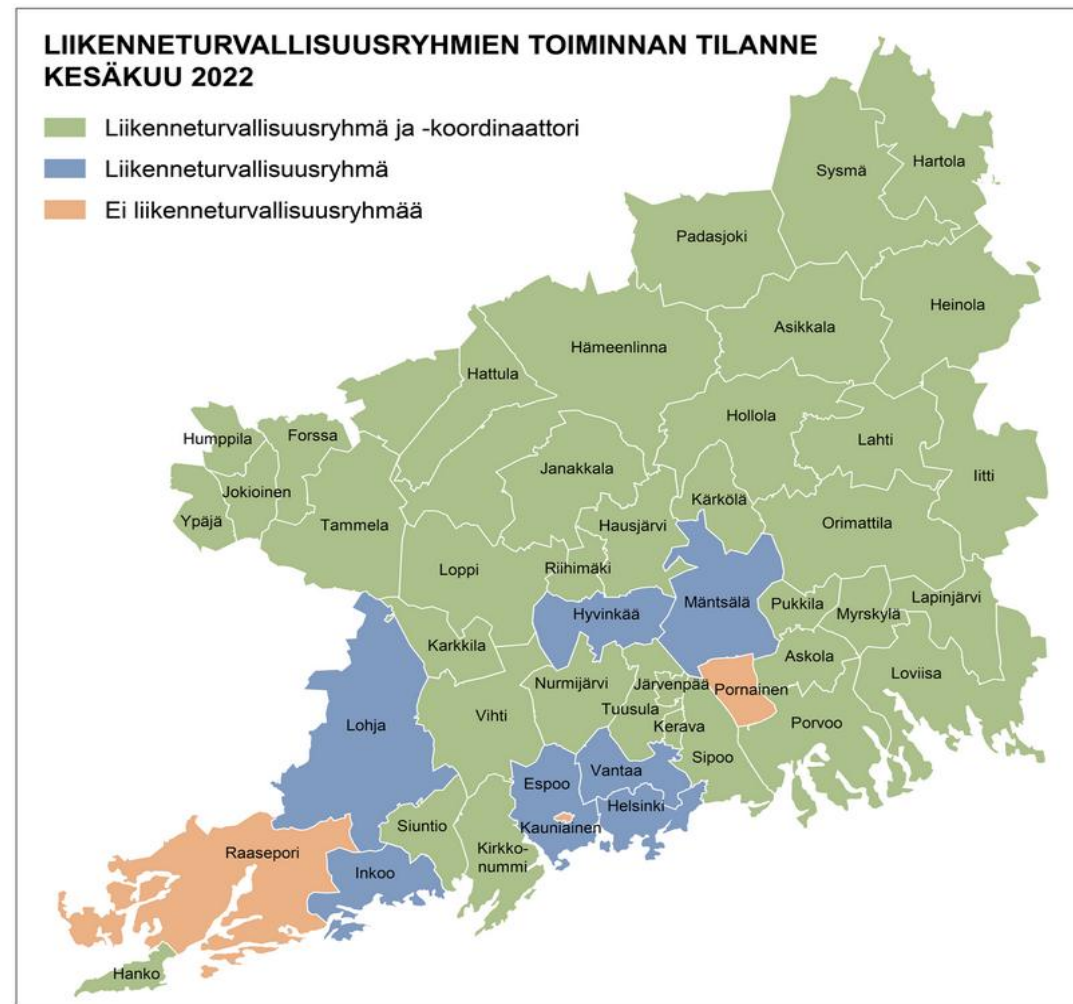 LIIKENNETURVALLISUUSRYHMIEN TOIMINNAN TILANNE
KESÄKUU 2022
Liikenneturvallisuusryhmä ja -koordinaattori
Liikenneturvallisuusryhmä
Ei liikenneturvallisuusryhmää
Sysmä
Hartola
Padasjoki
Heinola
Asikkala
Hämeenlinna
Hattula
Hollola
Humppila
Forssa
Lahti
Janakkala
Iitti
Jokioinen
Kärkölä
Ypäjä
Tammela
Hausjärvi
Orimattila
Loppi
Riihimäki
Mäntsälä
Lapinjärvi
Pukkila
Myrskylä
Hyvinkää
Karkkila
Askola
Loviisa
Nurmijärvi
Järvenpää
Pornainen
Vihti
Tuusula
Lohja
Kerava
Porvoo
Sipoo
Vantaa
Espoo
Helsinki
Siuntio
Kauniainen
Raasepori
Kirkko-
nummi
Inkoo
Hanko